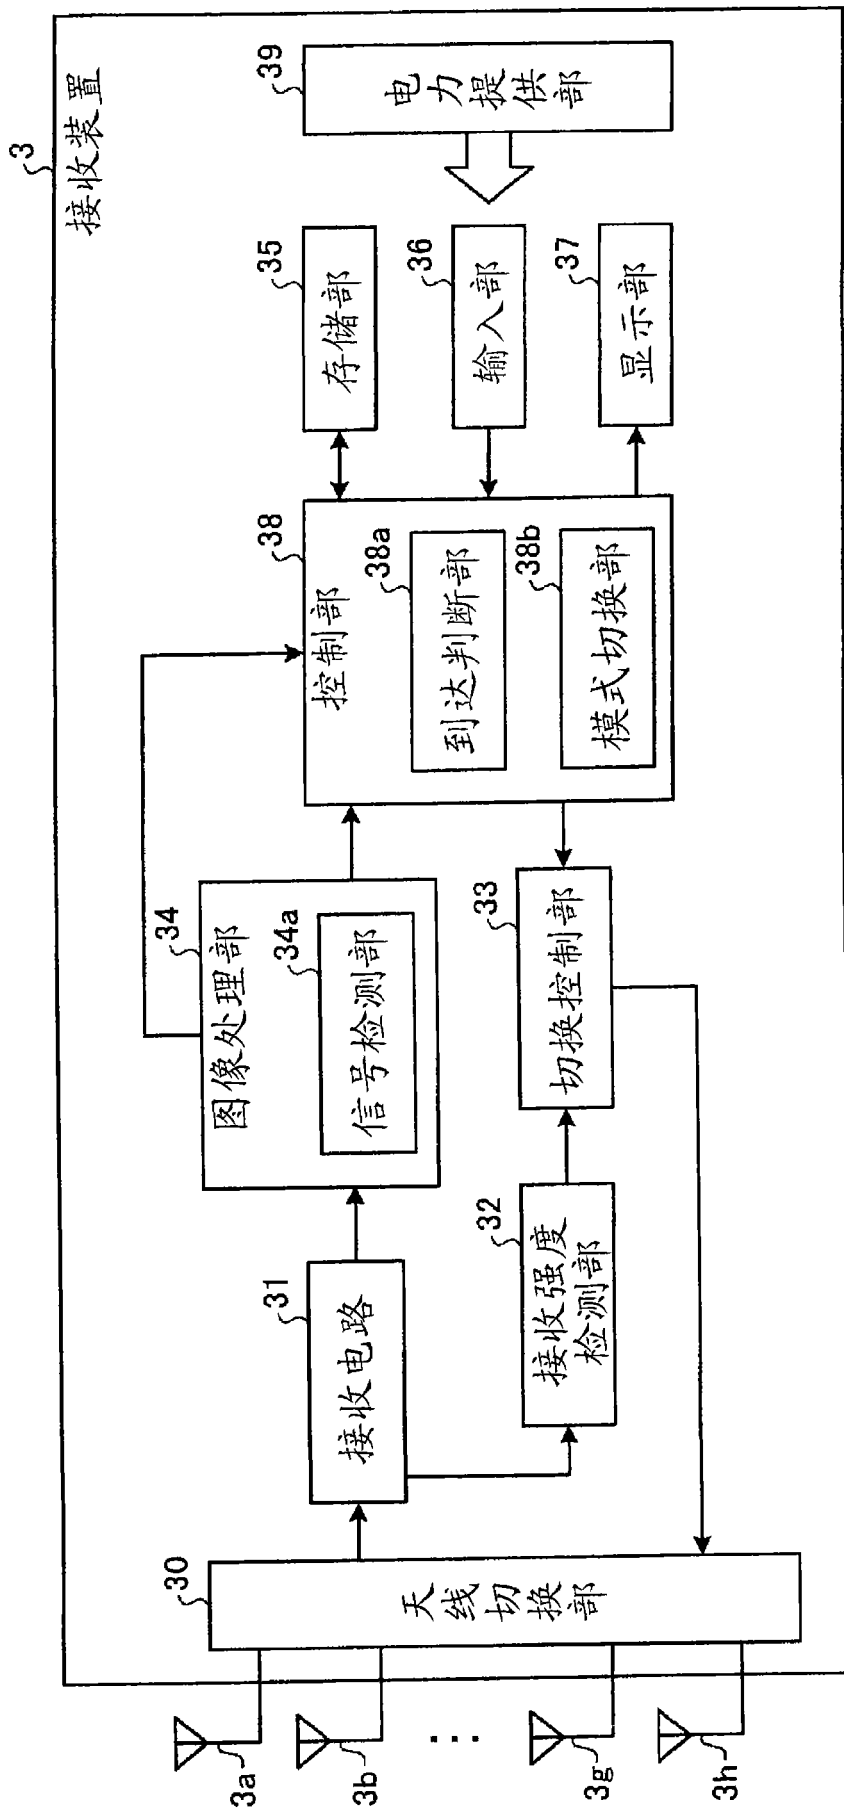 3
接收装置
39
电力提供部
35
存储部
36
输入部
37
显示部
38
控制部
38a
到达判断部
38b
模式切换部
34
图像处理部
34a
信号检测部
33
切换控制部
31
接收电路
32
接收强度
检测部
30
天线切换部
3a
3b
...
3g
3h